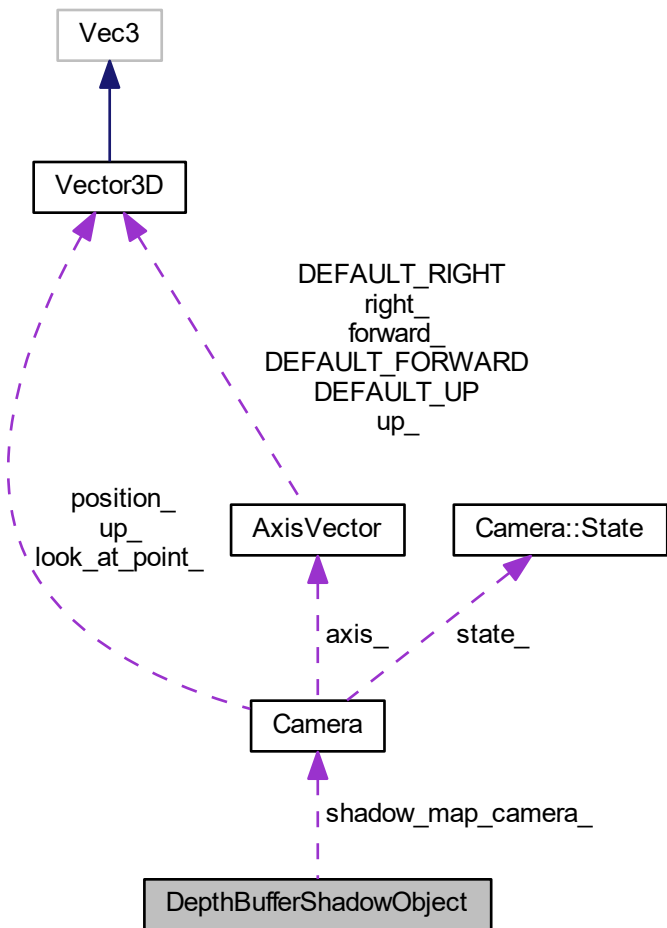 Vec3
Vector3D
DEFAULT_RIGHT
right_
forward_
DEFAULT_FORWARD
DEFAULT_UP
up_
position_
up_
look_at_point_
AxisVector
Camera::State
axis_
state_
Camera
shadow_map_camera_
DepthBufferShadowObject